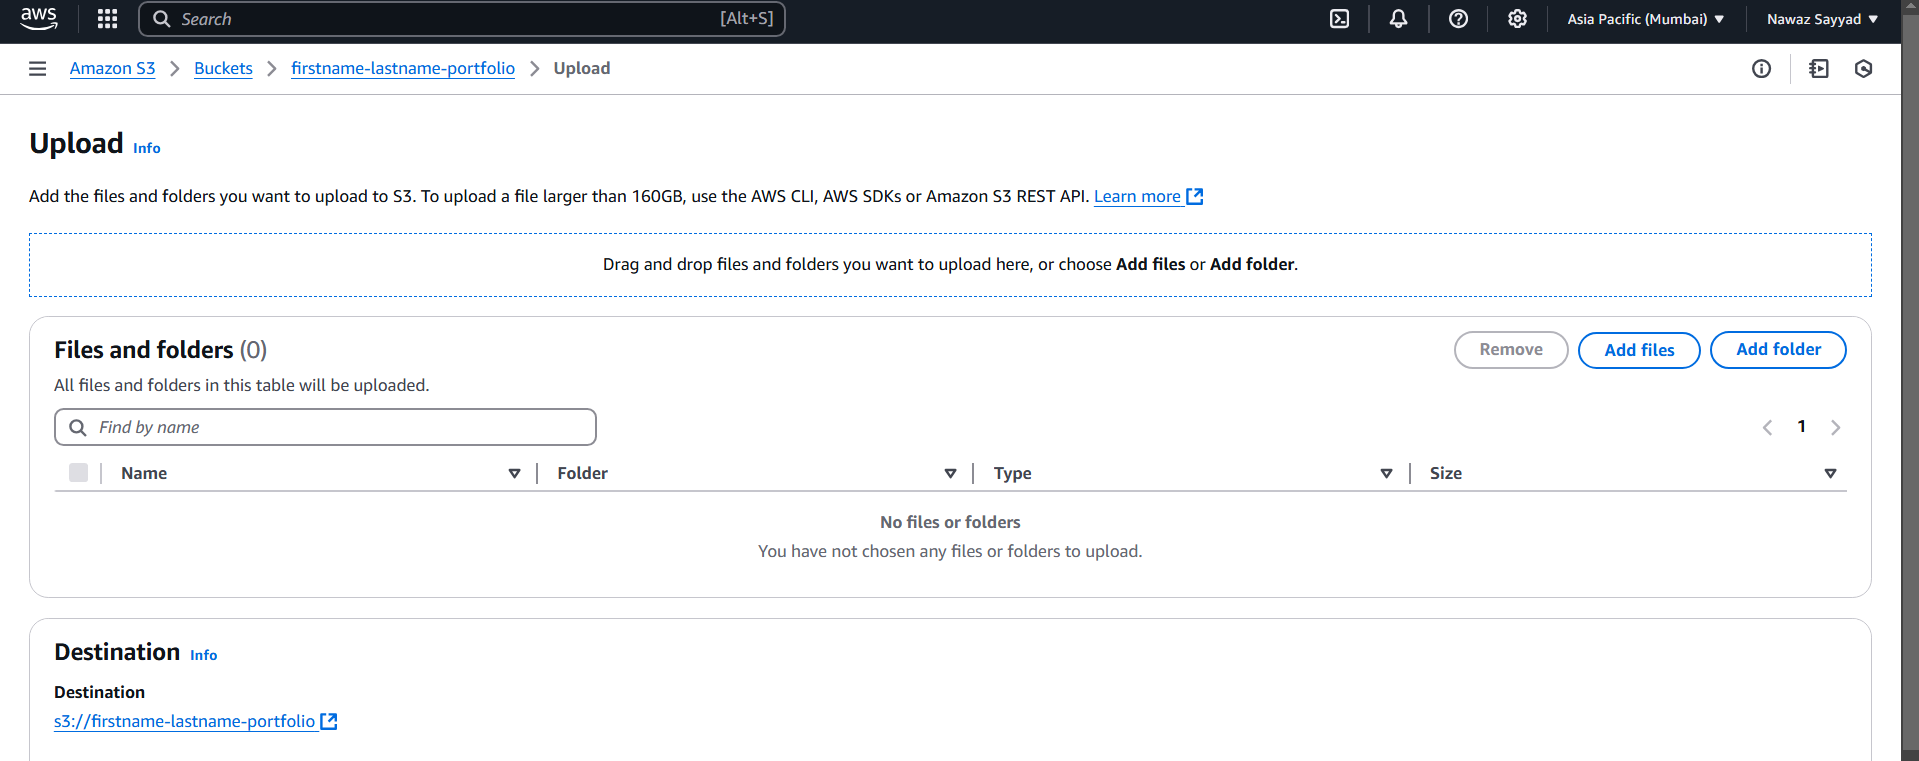 aws
Search [Alt+S]
Asia Pacific (Mumbai)
Nawaz Sayyad
Amazon S3 > Buckets > firstname-lastname-portfolio > Upload
Upload Info
Add the files and folders you want to upload to S3. To upload a file larger than 160GB, use the AWS CLI, AWS SDKs or Amazon S3 REST API. Learn more
Drag and drop files and folders you want to upload here, or choose Add files or Add folder.
Files and folders (0)
Remove
Add files
Add folder
All files and folders in this table will be uploaded.
Find by name
1
Name Folder Type Size
No files or folders
You have not chosen any files or folders to upload.
Destination Info
Destination
s3://firstname-lastname-portfolio